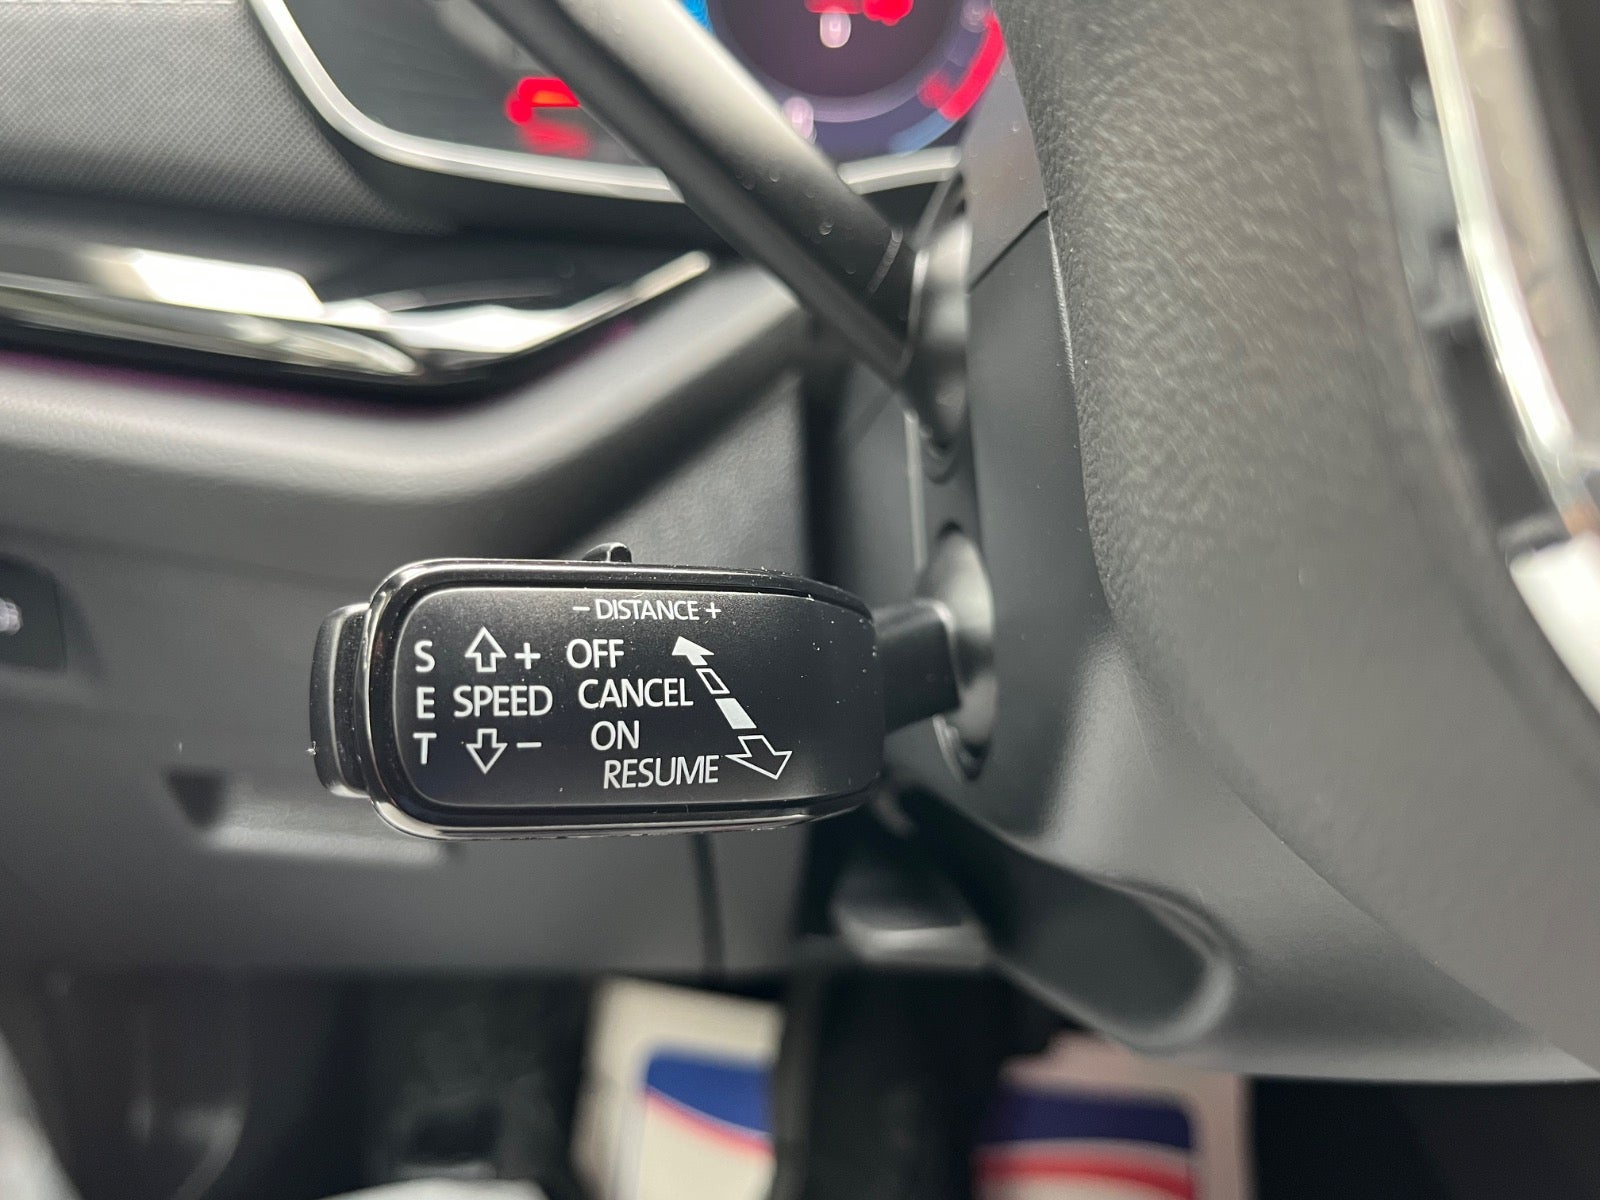 - DISTANCE +
S + OFF
E SPEED CANCEL
T - ON
RESUME